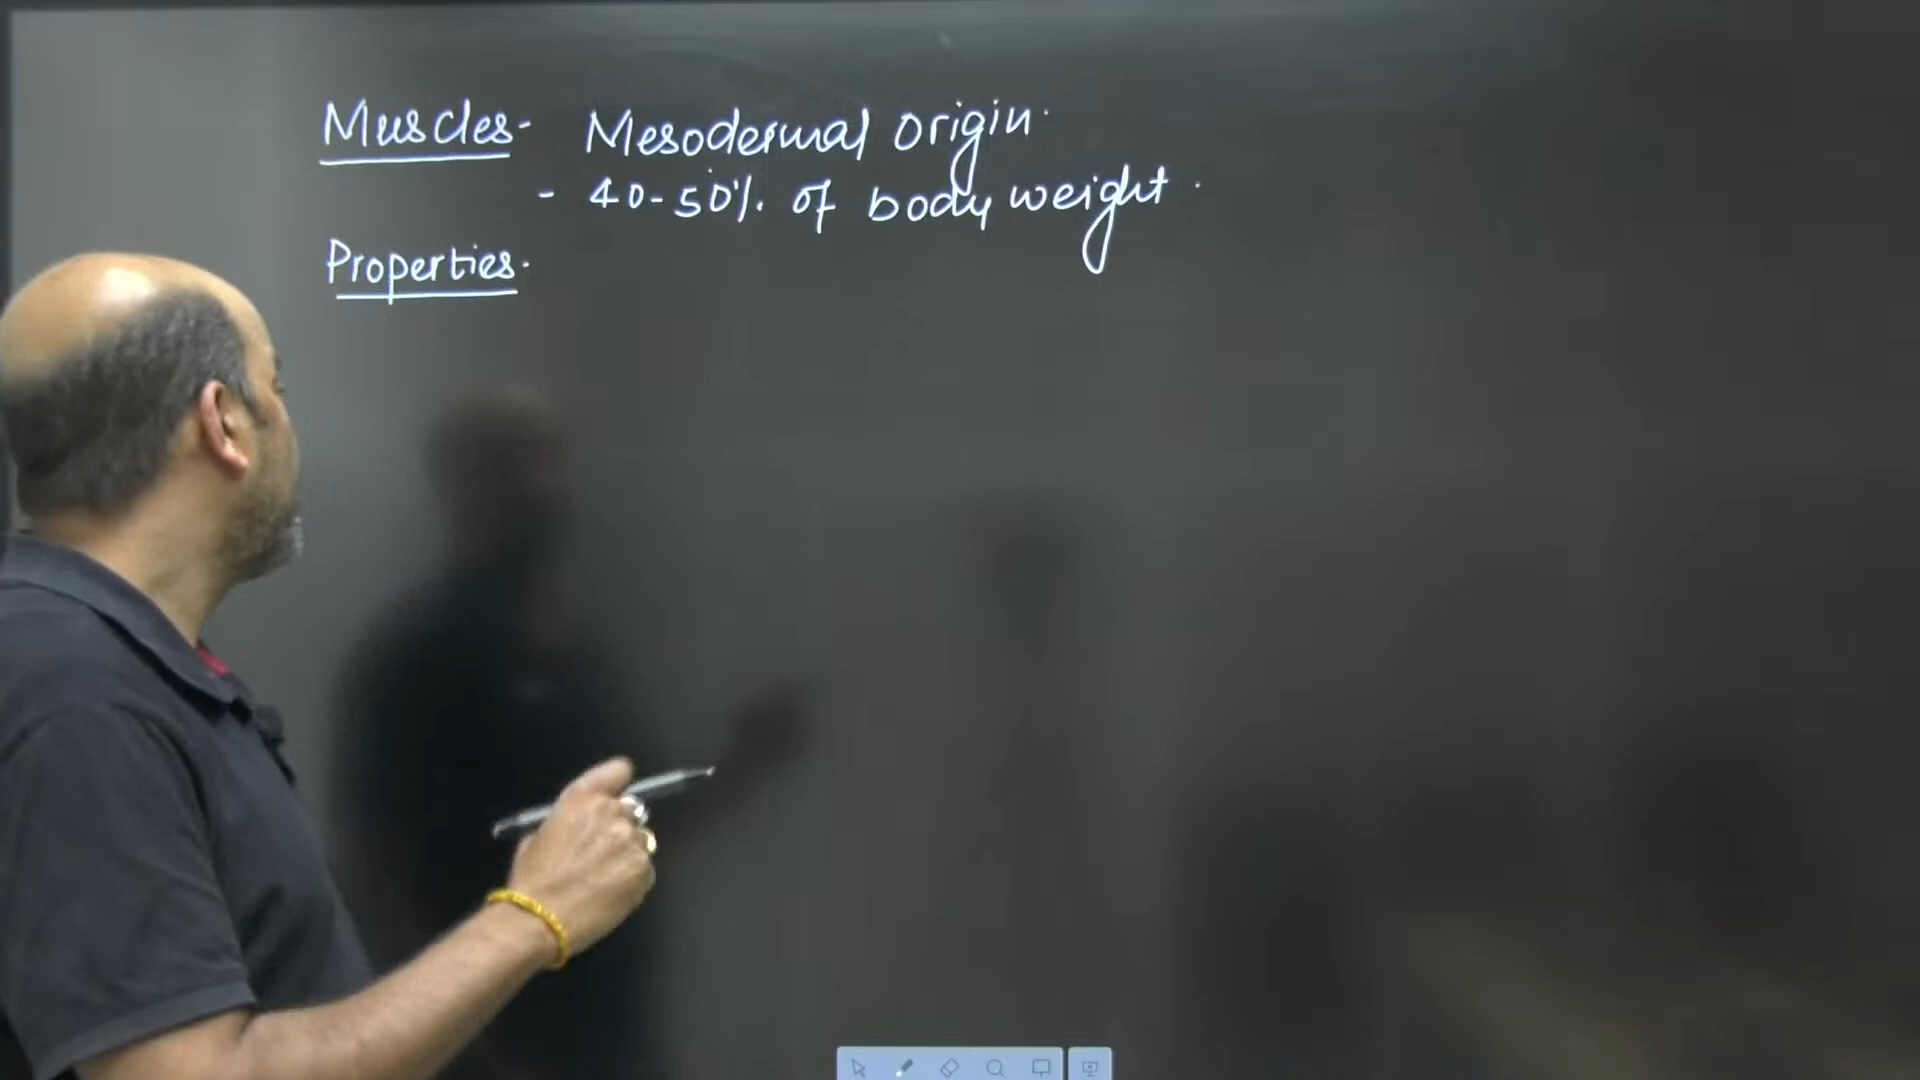 Muscles- Mesodermal origin.
- 40-50% of body weight.
Properties.